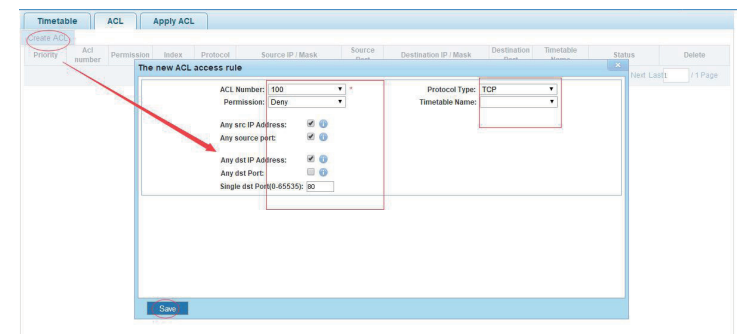 Timetable ACL Apply ACL
Create ACL
Priority Acl number Permission Index Protocol Source IP / Mask Source Port Destination IP / Mask Destination Port Timetable Name Status Delete
The new ACL access rule
Next Last 1 / 1 Page
ACL Number: 100 * Protocol Type: TCP
Permission: Deny Timetable Name:
Any src IP Address:
Any source port:
Any dst IP Address:
Any dst Port:
Single dst Port(0-65535): 80
Save